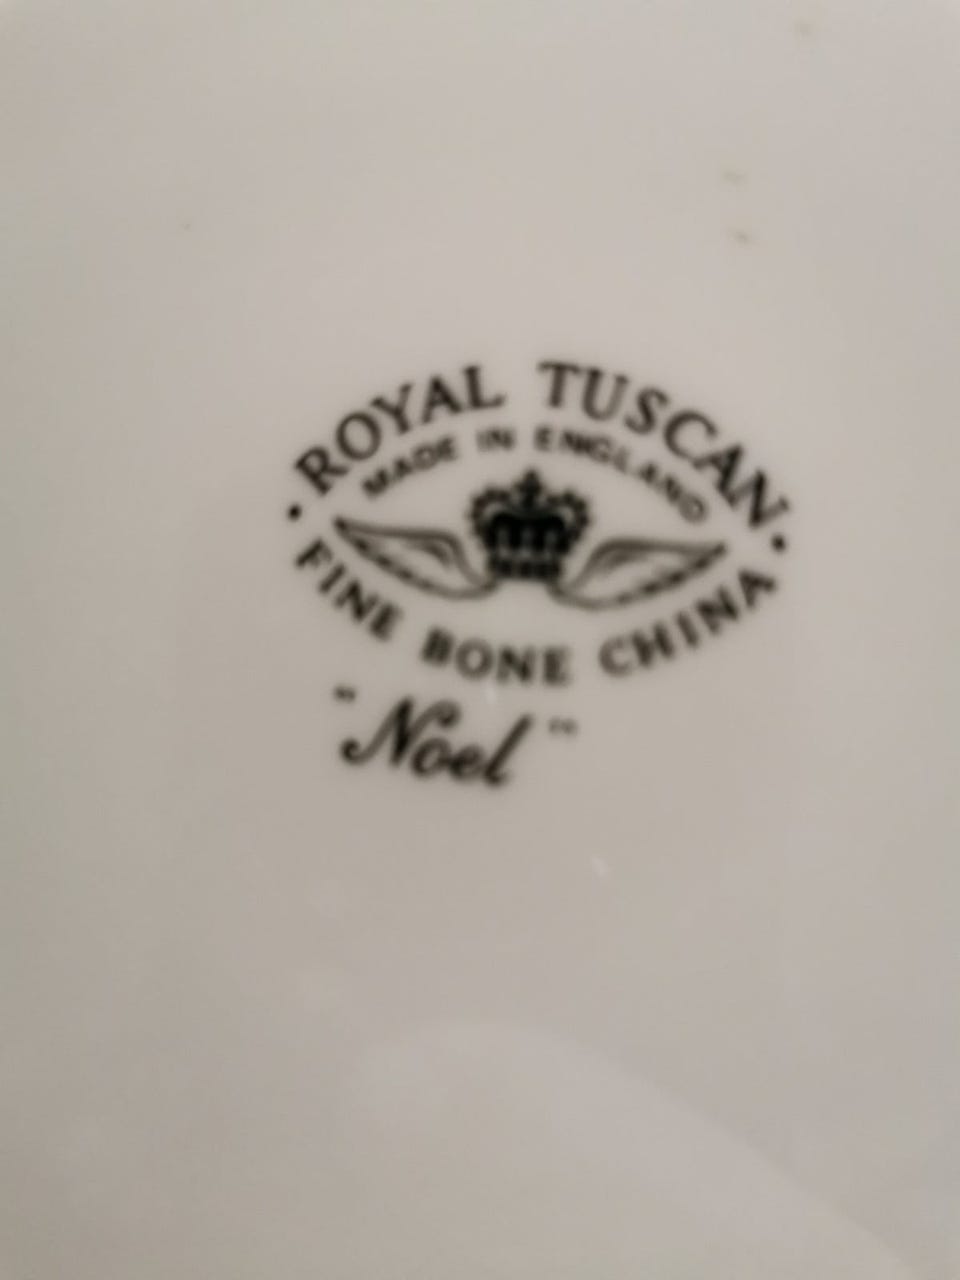 · ROYAL TUSCAN ·
MADE IN ENGLAND
FINE BONE CHINA
"Noel"